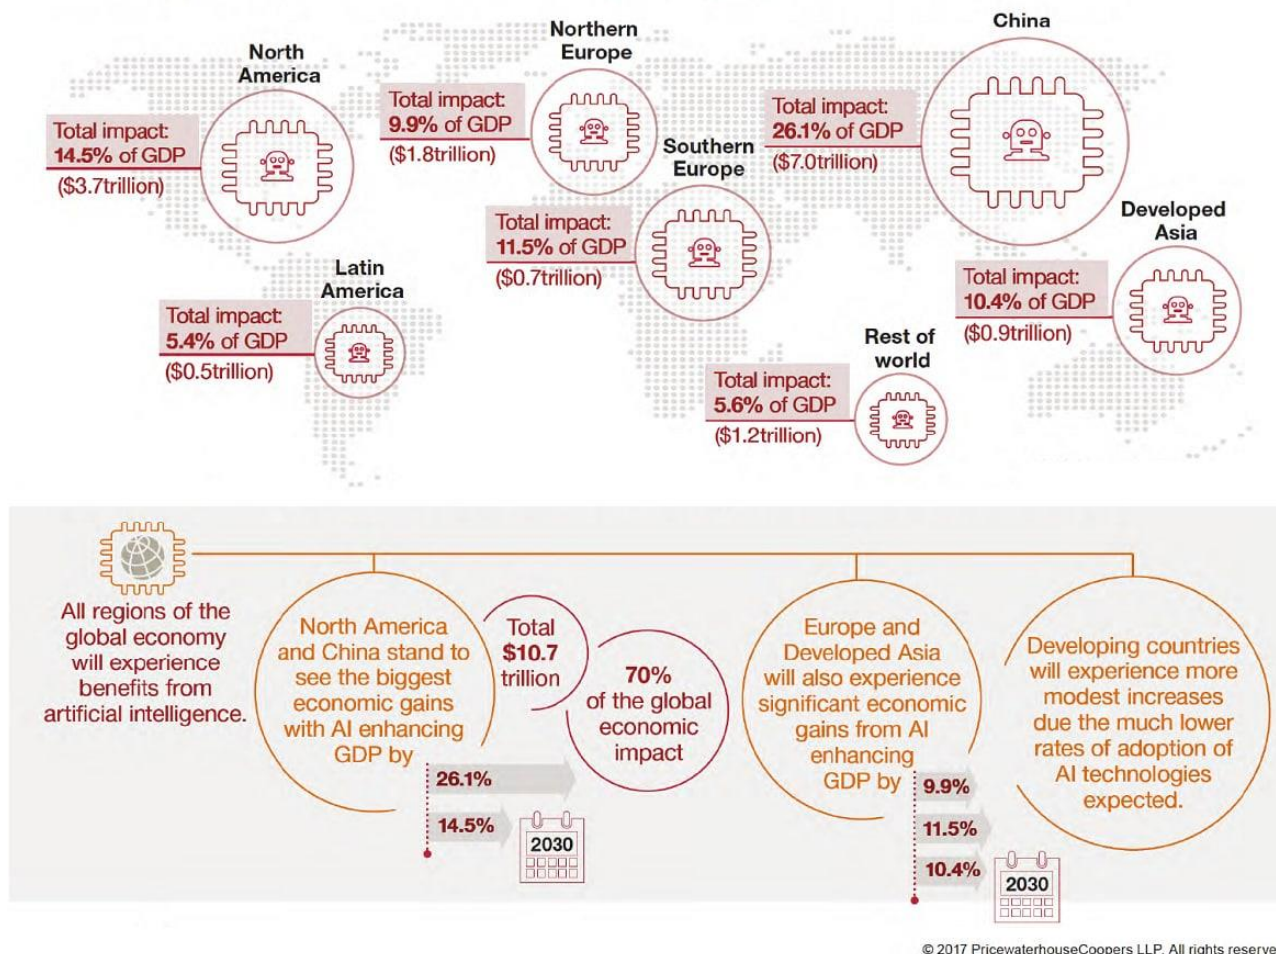 North
America
Total impact:
14.5% of GDP
($3.7trillion)
Northern
Europe
Total impact:
9.9% of GDP
($1.8trillion)
China
Total impact:
26.1% of GDP
($7.0trillion)
Southern
Europe
Total impact:
11.5% of GDP
($0.7trillion)
Developed
Asia
Total impact:
10.4% of GDP
($0.9trillion)
Latin
America
Total impact:
5.4% of GDP
($0.5trillion)
Rest of
world
Total impact:
5.6% of GDP
($1.2trillion)
All regions of the
global economy
will experience
benefits from
artificial intelligence.
North America
and China stand to
see the biggest
economic gains
with AI enhancing
GDP by
26.1%
14.5%
2030
Total
$10.7
trillion
70%
of the global
economic
impact
Europe and
Developed Asia
will also experience
significant economic
gains from AI
enhancing
GDP by
9.9%
11.5%
10.4%
2030
Developing countries
will experience more
modest increases
due the much lower
rates of adoption of
AI technologies
expected.
© 2017 PricewaterhouseCoopers LLP. All rights reserve